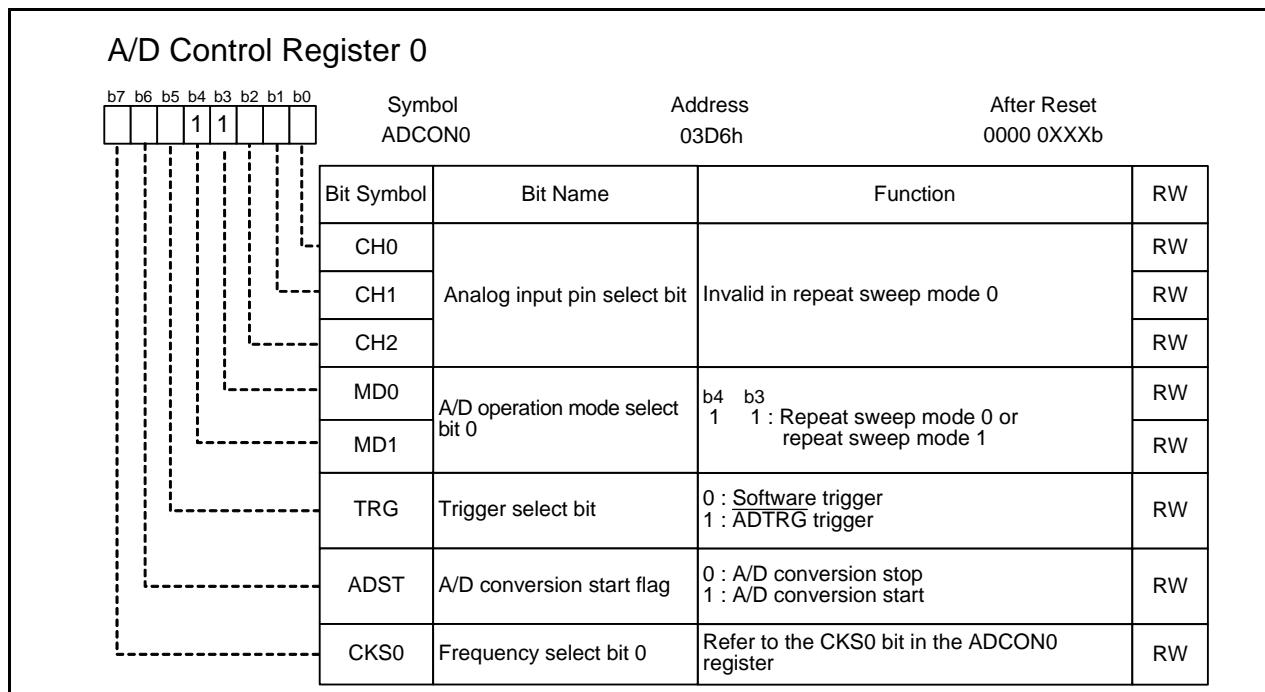 A/D Control Register 0
b7 b6 b5 b4 b3 b2 b1 b0
1 1
Symbol Address After Reset
ADCON0 03D6h 0000 0XXXb
Bit Symbol Bit Name Function RW
CH0 RW
CH1 Analog input pin select bit Invalid in repeat sweep mode 0 RW
CH2 RW
MD0 RW
A/D operation mode select
bit 0
b4 b3
1 1 : Repeat sweep mode 0 or
repeat sweep mode 1
MD1 RW
TRG Trigger select bit
0 : Software trigger
1 : ADTRG trigger
RW
ADST A/D conversion start flag
0 : A/D conversion stop
1 : A/D conversion start
RW
CKS0 Frequency select bit 0
Refer to the CKS0 bit in the ADCON0
register
RW